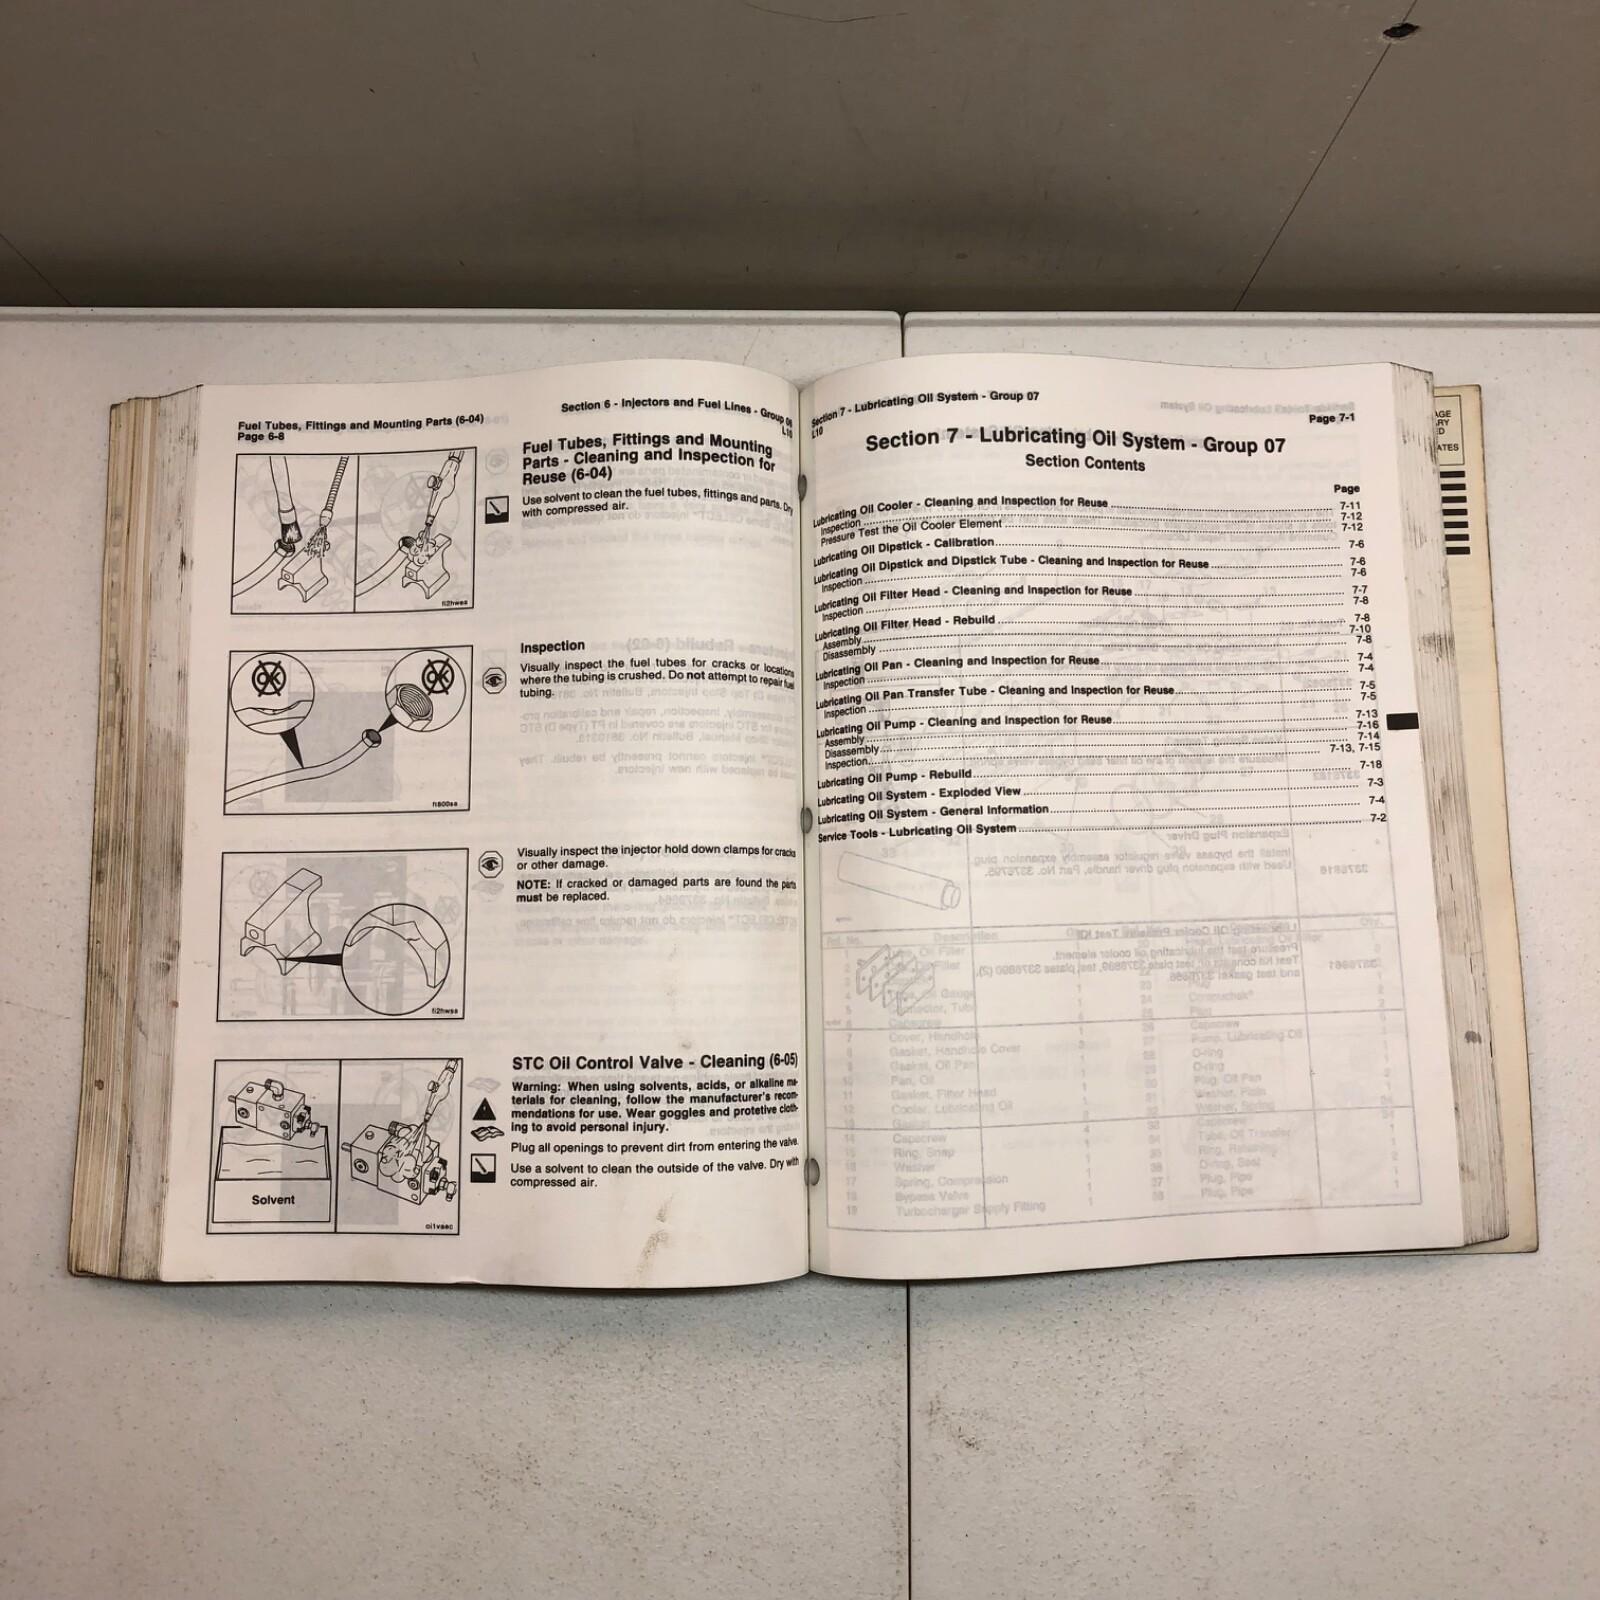 Fuel Tubes, Fittings and Mounting Parts (6-04)
Page 6-8
Section 6 - Injectors and Fuel Lines - Group 06
L10
Fuel Tubes, Fittings and Mounting
Parts - Cleaning and Inspection for
Reuse (6-04)
Use solvent to clean the fuel tubes, fittings and parts. Dry
with compressed air.
fi2hwea
Inspection
Visually inspect the fuel tubes for cracks or locations
where the tubing is crushed. Do not attempt to repair fuel
tubing.
OK
OK
fi800sa
Visually inspect the injector hold down clamps for cracks
or other damage.
NOTE: If cracked or damaged parts are found the parts
must be replaced.
fi2hwsa
STC Oil Control Valve - Cleaning (6-05)
Warning: When using solvents, acids, or alkaline ma-
terials for cleaning, follow the manufacturer's recom-
mendations for use. Wear goggles and protetive cloth-
ing to avoid personal injury.
Plug all openings to prevent dirt from entering the valve.
Use a solvent to clean the outside of the valve. Dry with
compressed air.
Solvent
oi1vaec
Section 7 - Lubricating Oil System - Group 07
L10
Page 7-1
Section 7 - Lubricating Oil System - Group 07
Section Contents
Page
Lubricating Oil Cooler - Cleaning and Inspection for Reuse 7-11
Inspection 7-12
Pressure Test the Oil Cooler Element 7-12
Lubricating Oil Dipstick - Calibration 7-6
Lubricating Oil Dipstick and Dipstick Tube - Cleaning and Inspection for Reuse 7-6
Inspection 7-6
Lubricating Oil Filter Head - Cleaning and Inspection for Reuse 7-7
Inspection 7-8
Lubricating Oil Filter Head - Rebuild 7-8
Assembly 7-10
Disassembly 7-8
Lubricating Oil Pan - Cleaning and Inspection for Reuse 7-4
Inspection 7-4
Lubricating Oil Pan Transfer Tube - Cleaning and Inspection for Reuse 7-5
Inspection 7-5
Lubricating Oil Pump - Cleaning and Inspection for Reuse 7-13
Assembly 7-16
Disassembly 7-14
Inspection 7-13, 7-15
Lubricating Oil Pump - Rebuild 7-18
Lubricating Oil System - Exploded View 7-3
Lubricating Oil System - General Information 7-4
Service Tools - Lubricating Oil System 7-2